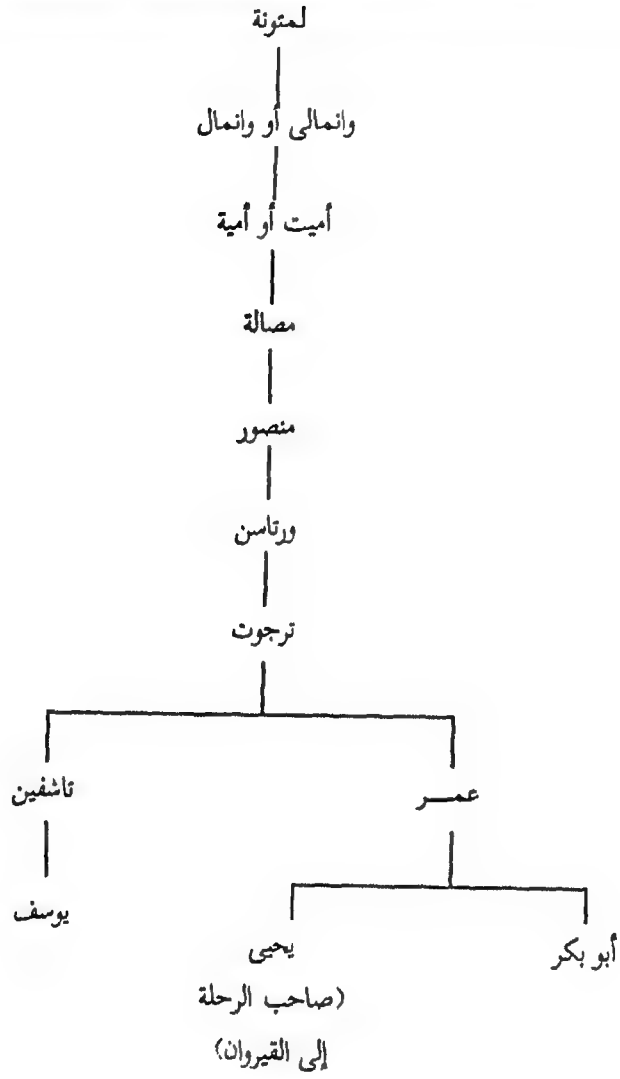 لمتونة
وانمالى أو وانمال
أميت أو أمية
مصالة
منصور
ورتاسن
ترجوت
عمـــر
تاشفين
أبو بكر
يحيى
(صاحب الرحلة
إلى القيروان)
يوسف